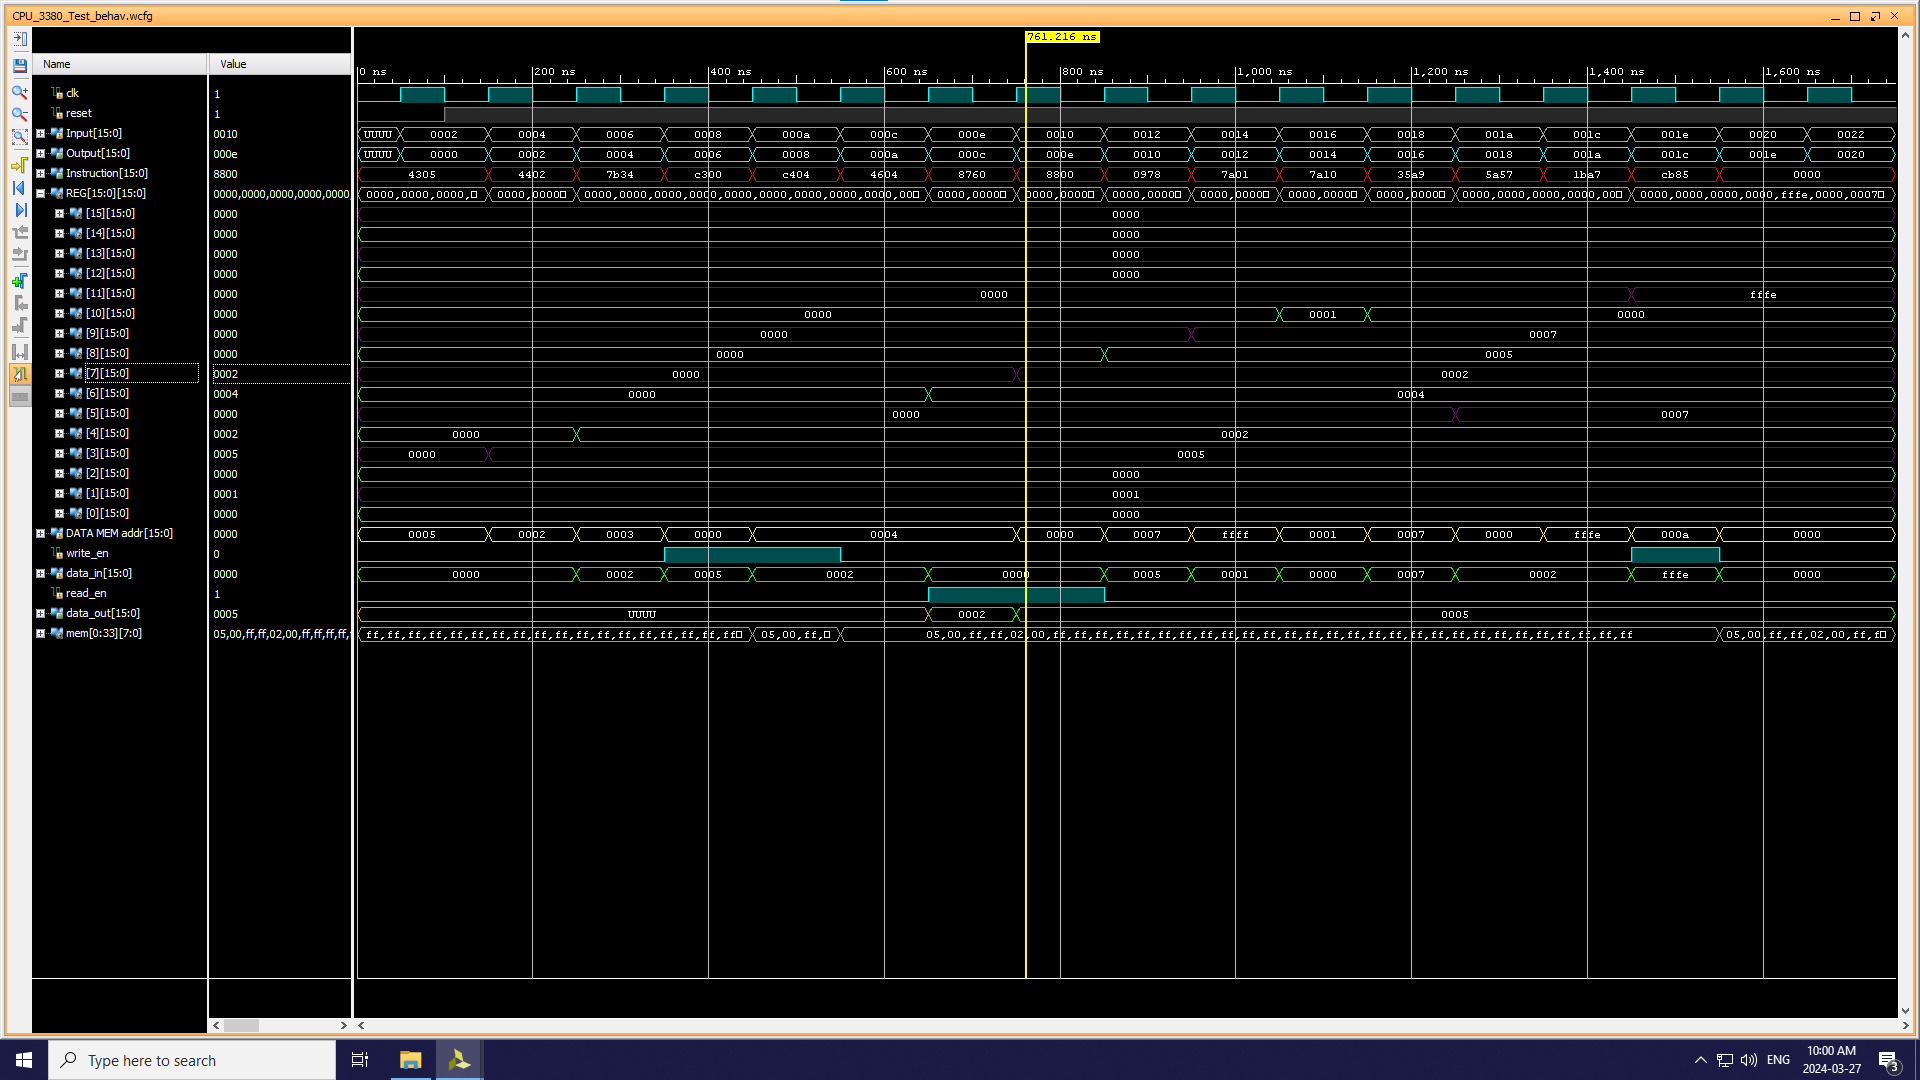 CPU_3380_Test_behav.wcfg
761.216 ns
Name Value
0 ns 200 ns 400 ns 600 ns 800 ns 1,000 ns 1,200 ns 1,400 ns 1,600 ns
clk 1
reset 1
Input[15:0] 0010 UUUU 0002 0004 0006 0008 000a 000c 000e 0010 0012 0014 0016 0018 001a 001c 001e 0020 0022
Output[15:0] 000e UUUU 0000 0002 0004 0006 0008 000a 000c 000e 0010 0012 0014 0016 0018 001a 001c 001e 0020
Instruction[15:0] 8800 4305 4402 7b34 c300 c404 4604 8760 8800 0978 7a01 7a10 35a9 5a57 1ba7 cb85 0000
REG[15:0][15:0] 0000,0000,0000,0000,0000, 0000,0000,0000, 0000,0000 0000,0000,0000,0000,0000,0000,0000,00 0000,0000 0000,0000 0000,0000 0000,0000 0000,0000 0000,0000 0000,0000,0000,0000,00 0000,0000,0000,0000,fffe,0000,0007
[15][15:0] 0000 0000
[14][15:0] 0000 0000
[13][15:0] 0000 0000
[12][15:0] 0000 0000
[11][15:0] 0000 0000 fffe
[10][15:0] 0000 0000 0001 0000
[9][15:0] 0000 0000 0007
[8][15:0] 0000 0000 0005
[7][15:0] 0002 0000 0002
[6][15:0] 0004 0000 0004
[5][15:0] 0000 0000 0007
[4][15:0] 0002 0000 0002
[3][15:0] 0005 0000 0005
[2][15:0] 0000 0000
[1][15:0] 0001 0001
[0][15:0] 0000 0000
DATA MEM addr[15:0] 0000 0005 0002 0003 0000 0004 0000 0007 ffff 0001 0007 0000 fffe 000a 0000
write_en 0
data_in[15:0] 0000 0000 0002 0005 0002 0000 0005 0001 0000 0007 0002 fffe 0000
read_en 1
data_out[15:0] 0005 UUUU 0002 0005
mem[0:33][7:0] 05,00,ff,ff,02,00,ff,ff,ff,ff, ff,ff,ff,ff,ff,ff,ff,ff,ff,ff,ff,ff,ff,ff,ff,ff,ff,ff 05,00,ff, 05,00,ff,ff,02,00,ff,ff,ff,ff,ff,ff,ff,ff,ff,ff,ff,ff,ff,ff,ff,ff,ff,ff,ff,ff,ff,ff,ff,ff,ff,ff,ff,ff 05,00,ff,ff,02,00,ff,f
Type here to search
ENG
10:00 AM
2024-03-27
3